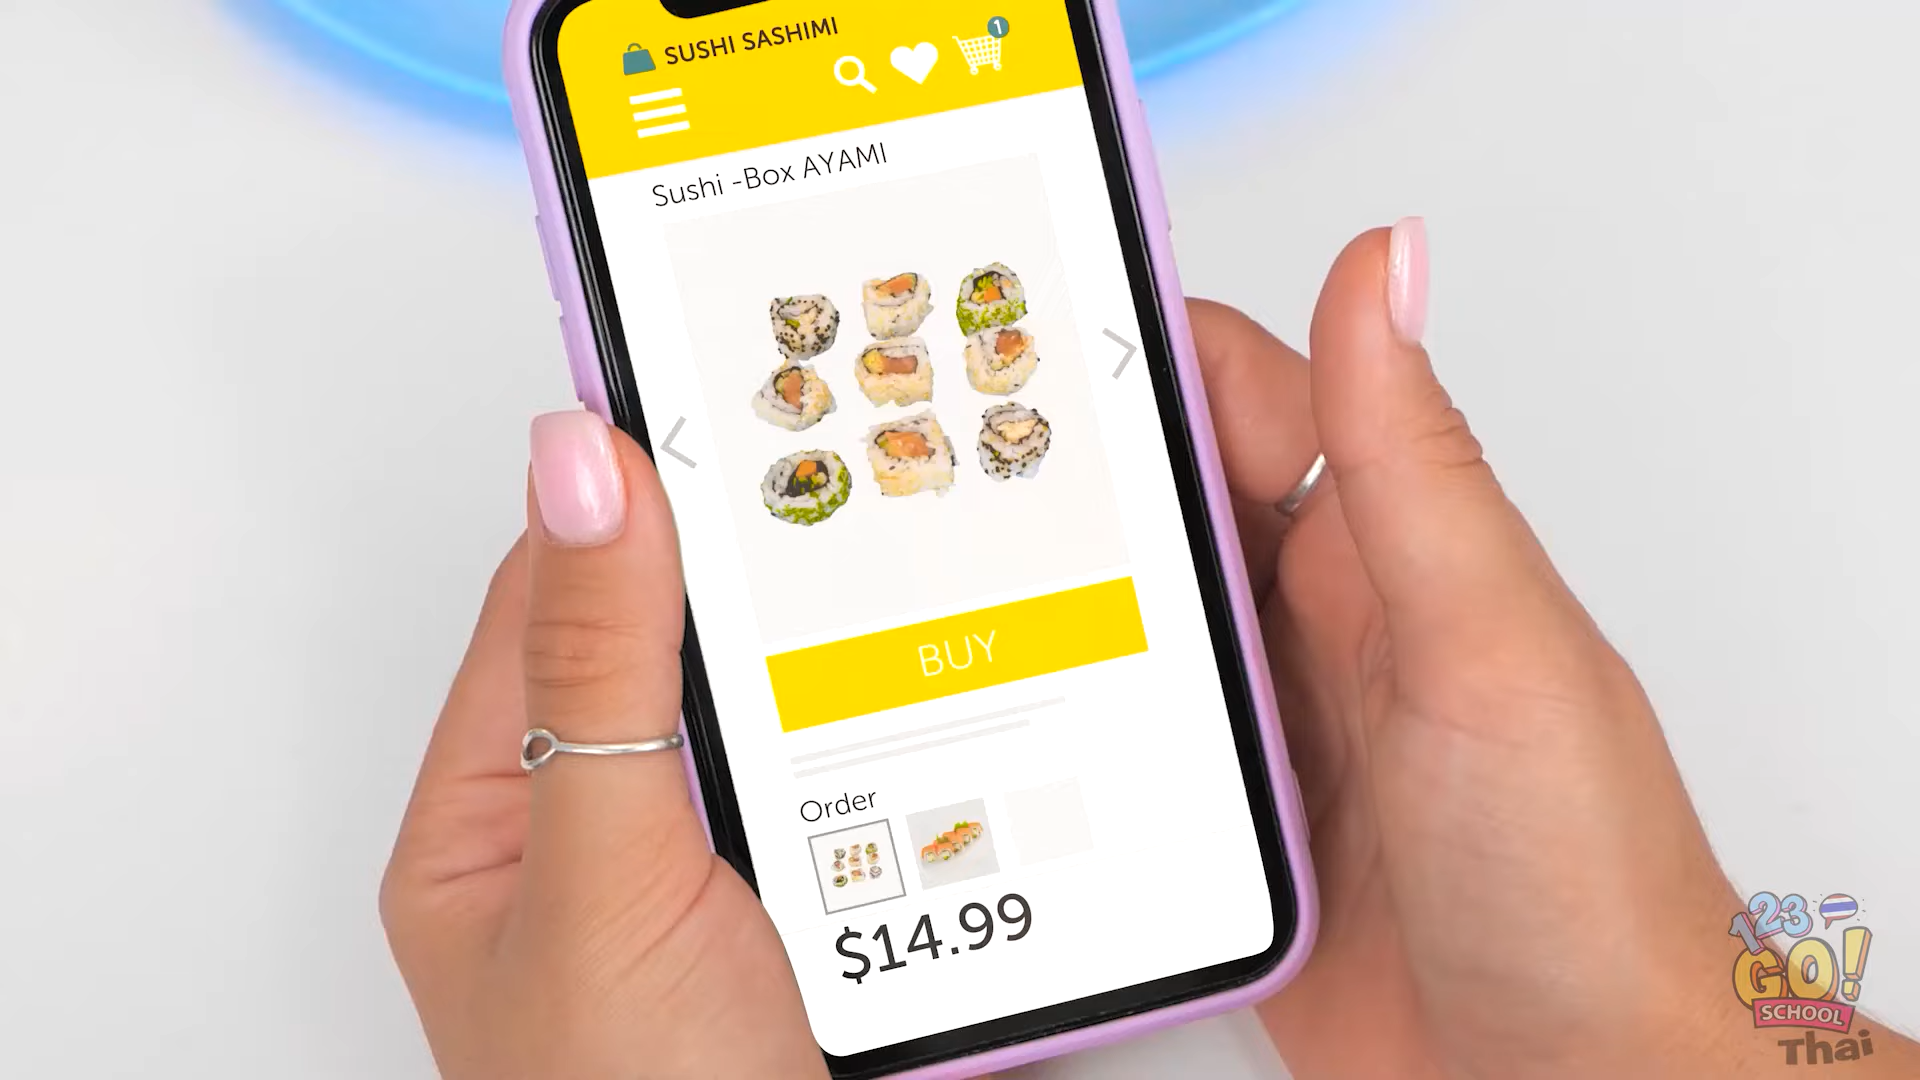 SUSHI SASHIMI
1
Sushi -Box AYAMI
BUY
Order
$14.99
123
GO!
SCHOOL
Thai